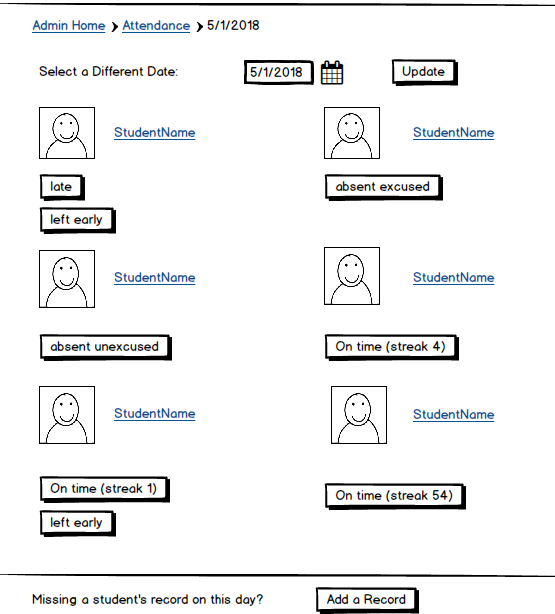 Admin Home ❯ Attendance ❯ 5/1/2018
Select a Different Date: 5/1/2018 Update
StudentName StudentName
late absent excused
left early
StudentName StudentName
absent unexcused On time (streak 4)
StudentName StudentName
On time (streak 1) On time (streak 54)
left early
Missing a student's record on this day? Add a Record